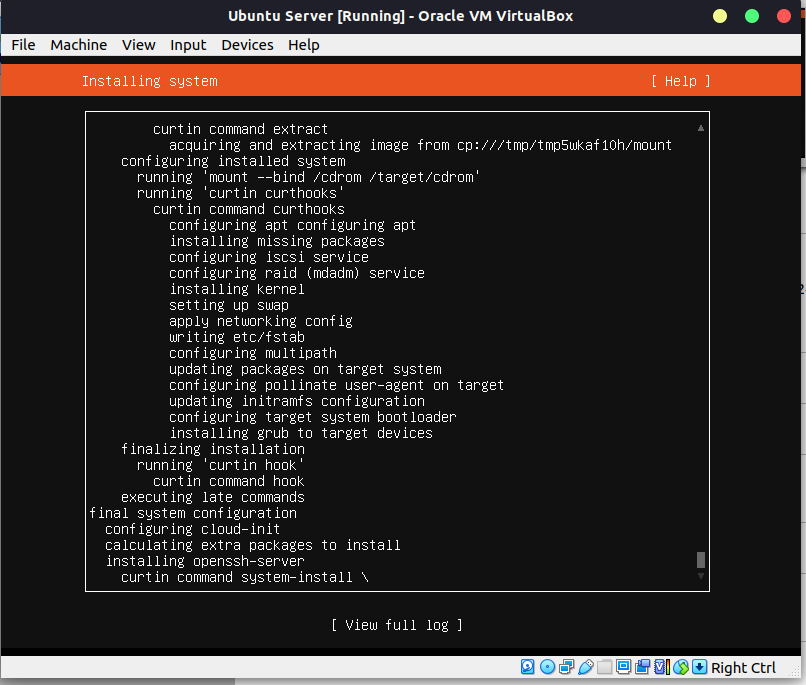 Ubuntu Server [Running] - Oracle VM VirtualBox
File Machine View Input Devices Help
Installing system [ Help ]
curtin command extract
acquiring and extracting image from cp:///tmp/tmp5wkaf10h/mount
configuring installed system
running 'mount --bind /cdrom /target/cdrom'
running 'curtin curthooks'
curtin command curthooks
configuring apt configuring apt
installing missing packages
configuring iscsi service
configuring raid (mdadm) service
installing kernel
setting up swap
apply networking config
writing etc/fstab
configuring multipath
updating packages on target system
configuring pollinate user-agent on target
updating initramfs configuration
configuring target system bootloader
installing grub to target devices
finalizing installation
running 'curtin hook'
curtin command hook
executing late commands
final system configuration
configuring cloud-init
calculating extra packages to install
installing openssh-server
curtin command system-install \
[ View full log ]
Right Ctrl